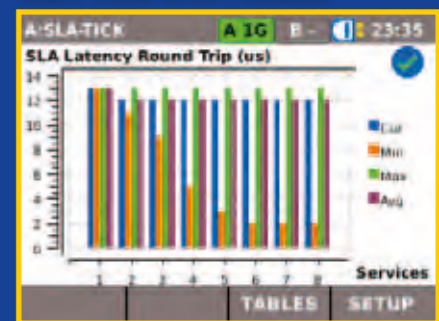 A:SLA-TICK A 1G B - 23:35
SLA Latency Round Trip (us)
14
12
10
8
6
4
2
0
Cur
Min
Max
Avg
1 2 3 4 5 6 7 8
Services
TABLES SETUP